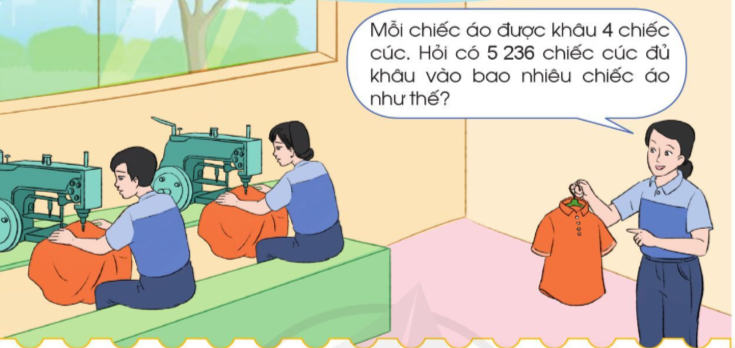 Mỗi chiếc áo được khâu 4 chiếc
cúc. Hỏi có 5 236 chiếc cúc đủ
khâu vào bao nhiêu chiếc áo
như thế?